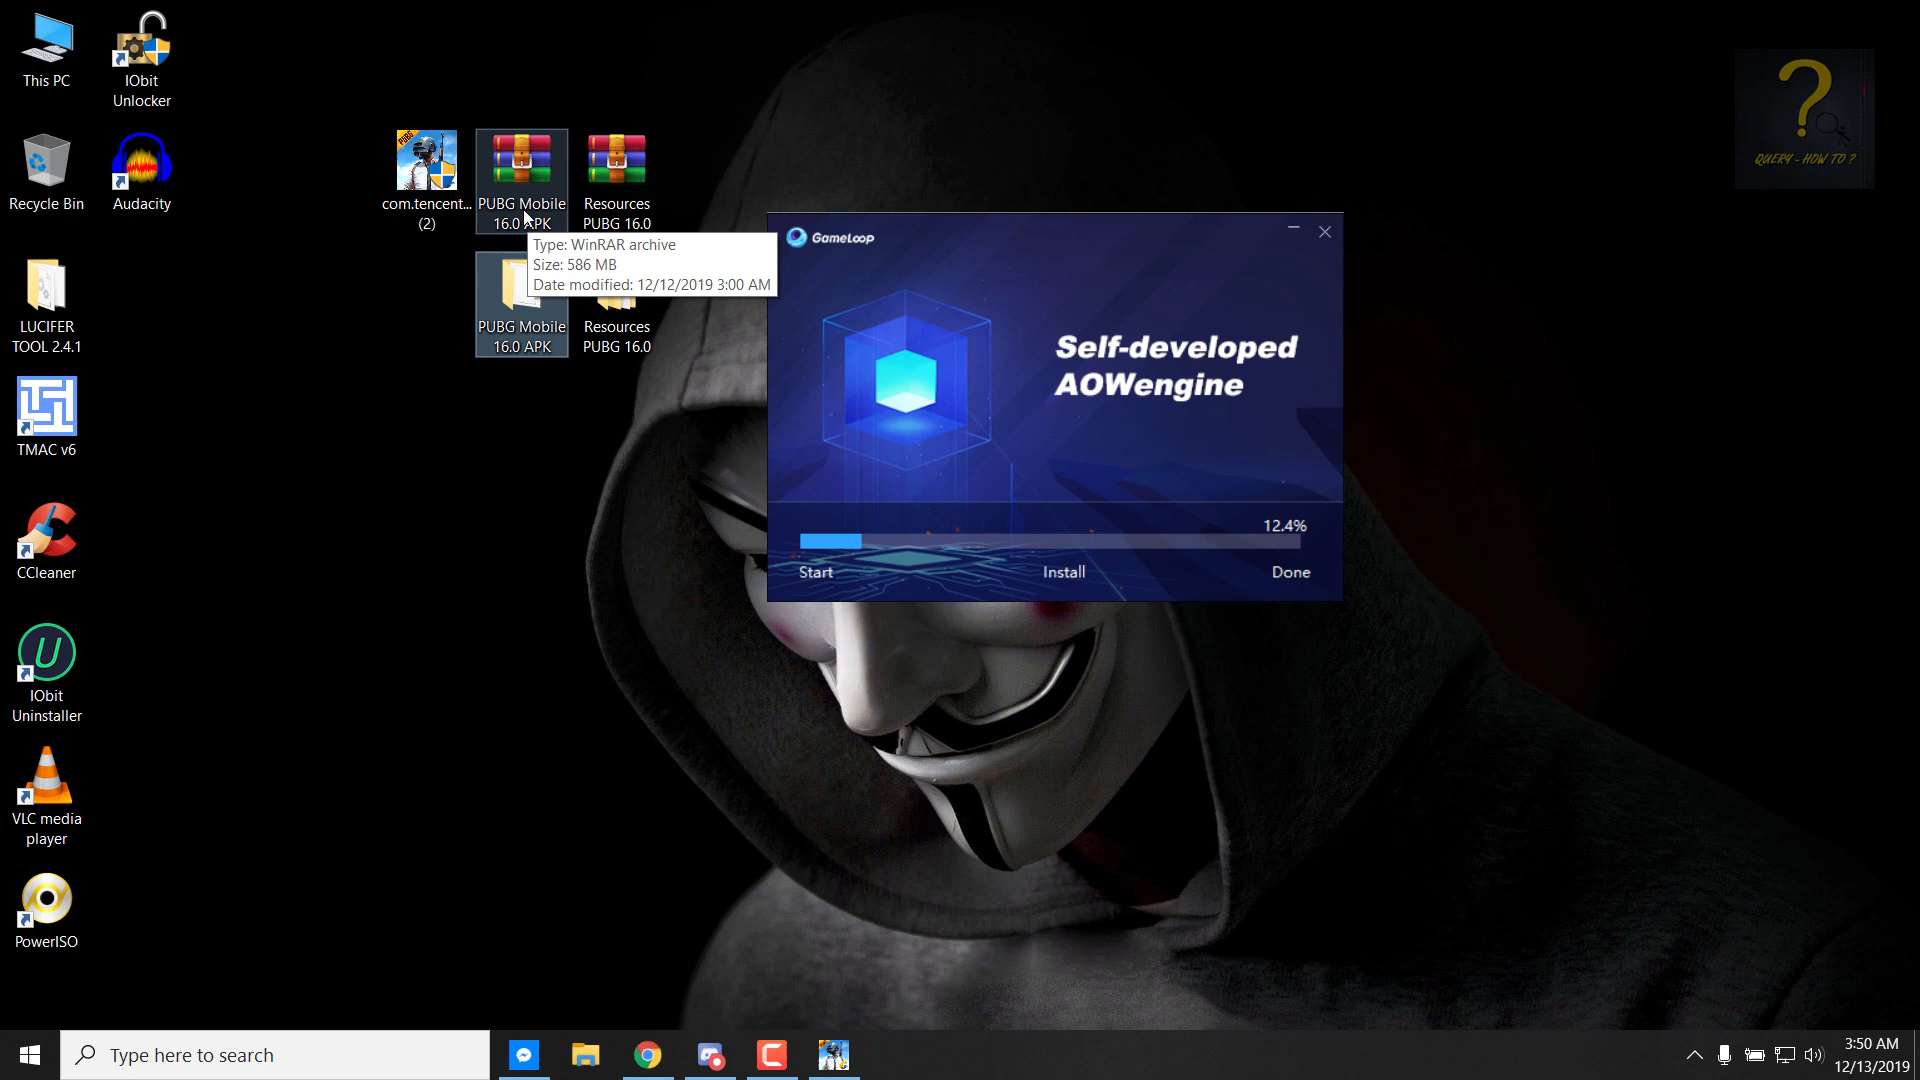 This PC
IObit
Unlocker
Recycle Bin
Audacity
LUCIFER
TOOL 2.4.1
TMAC v6
CCleaner
IObit
Uninstaller
VLC media
player
PowerISO
PUBG
com.tencent...
(2)
PUBG Mobile
16.0 APK
Resources
PUBG 16.0
Type: WinRAR archive
Size: 586 MB
Date modified: 12/12/2019 3:00 AM
PUBG Mobile
16.0 APK
Resources
PUBG 16.0
GameLoop
Self-developed
AOWengine
12.4%
Start
Install
Done
?
QUERY - HOW TO ?
Type here to search
3:50 AM
12/13/2019